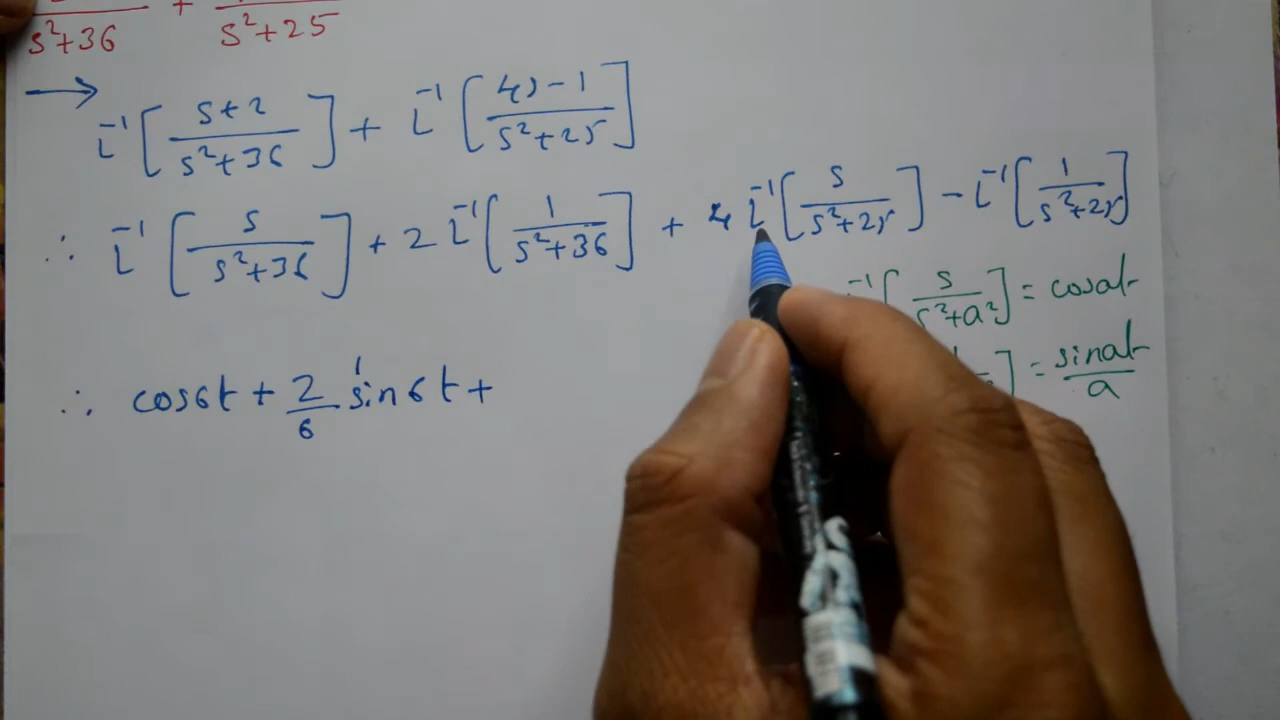 s²+36 + s²+25
→ L⁻¹[(s+2)/(s²+36)] + L⁻¹[(4s-1)/(s²+25)]
∴ L⁻¹[s/(s²+36)] + 2 L⁻¹[1/(s²+36)] + 4 L⁻¹[s/(s²+25)] - L⁻¹[1/(s²+25)]
⁻¹[s/(s²+a²)] = cosat
] = sinat/a
∴ cos6t + 2/6 sin6t +